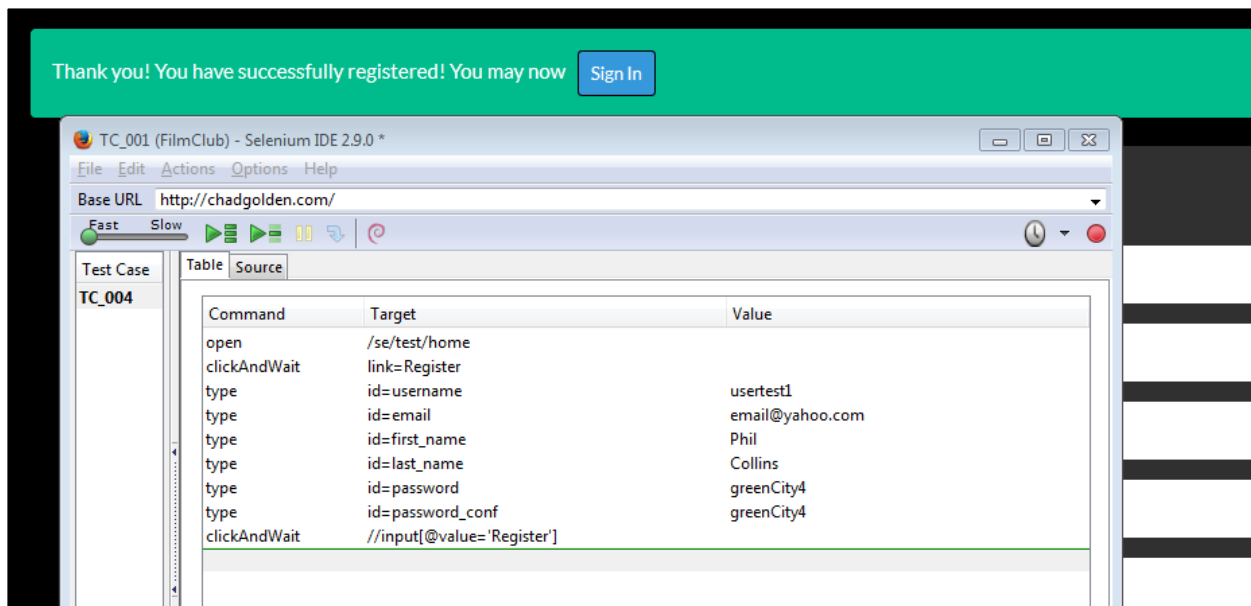 Thank you! You have successfully registered! You may now Sign In
TC_001 (FilmClub) - Selenium IDE 2.9.0 *
File Edit Actions Options Help
Base URL http://chadgolden.com/
Fast Slow
Test Case Table Source
TC_004
Command Target Value
open /se/test/home
clickAndWait link=Register
type id=username usertest1
type id=email email@yahoo.com
type id=first_name Phil
type id=last_name Collins
type id=password greenCity4
type id=password_conf greenCity4
clickAndWait //input[@value='Register']